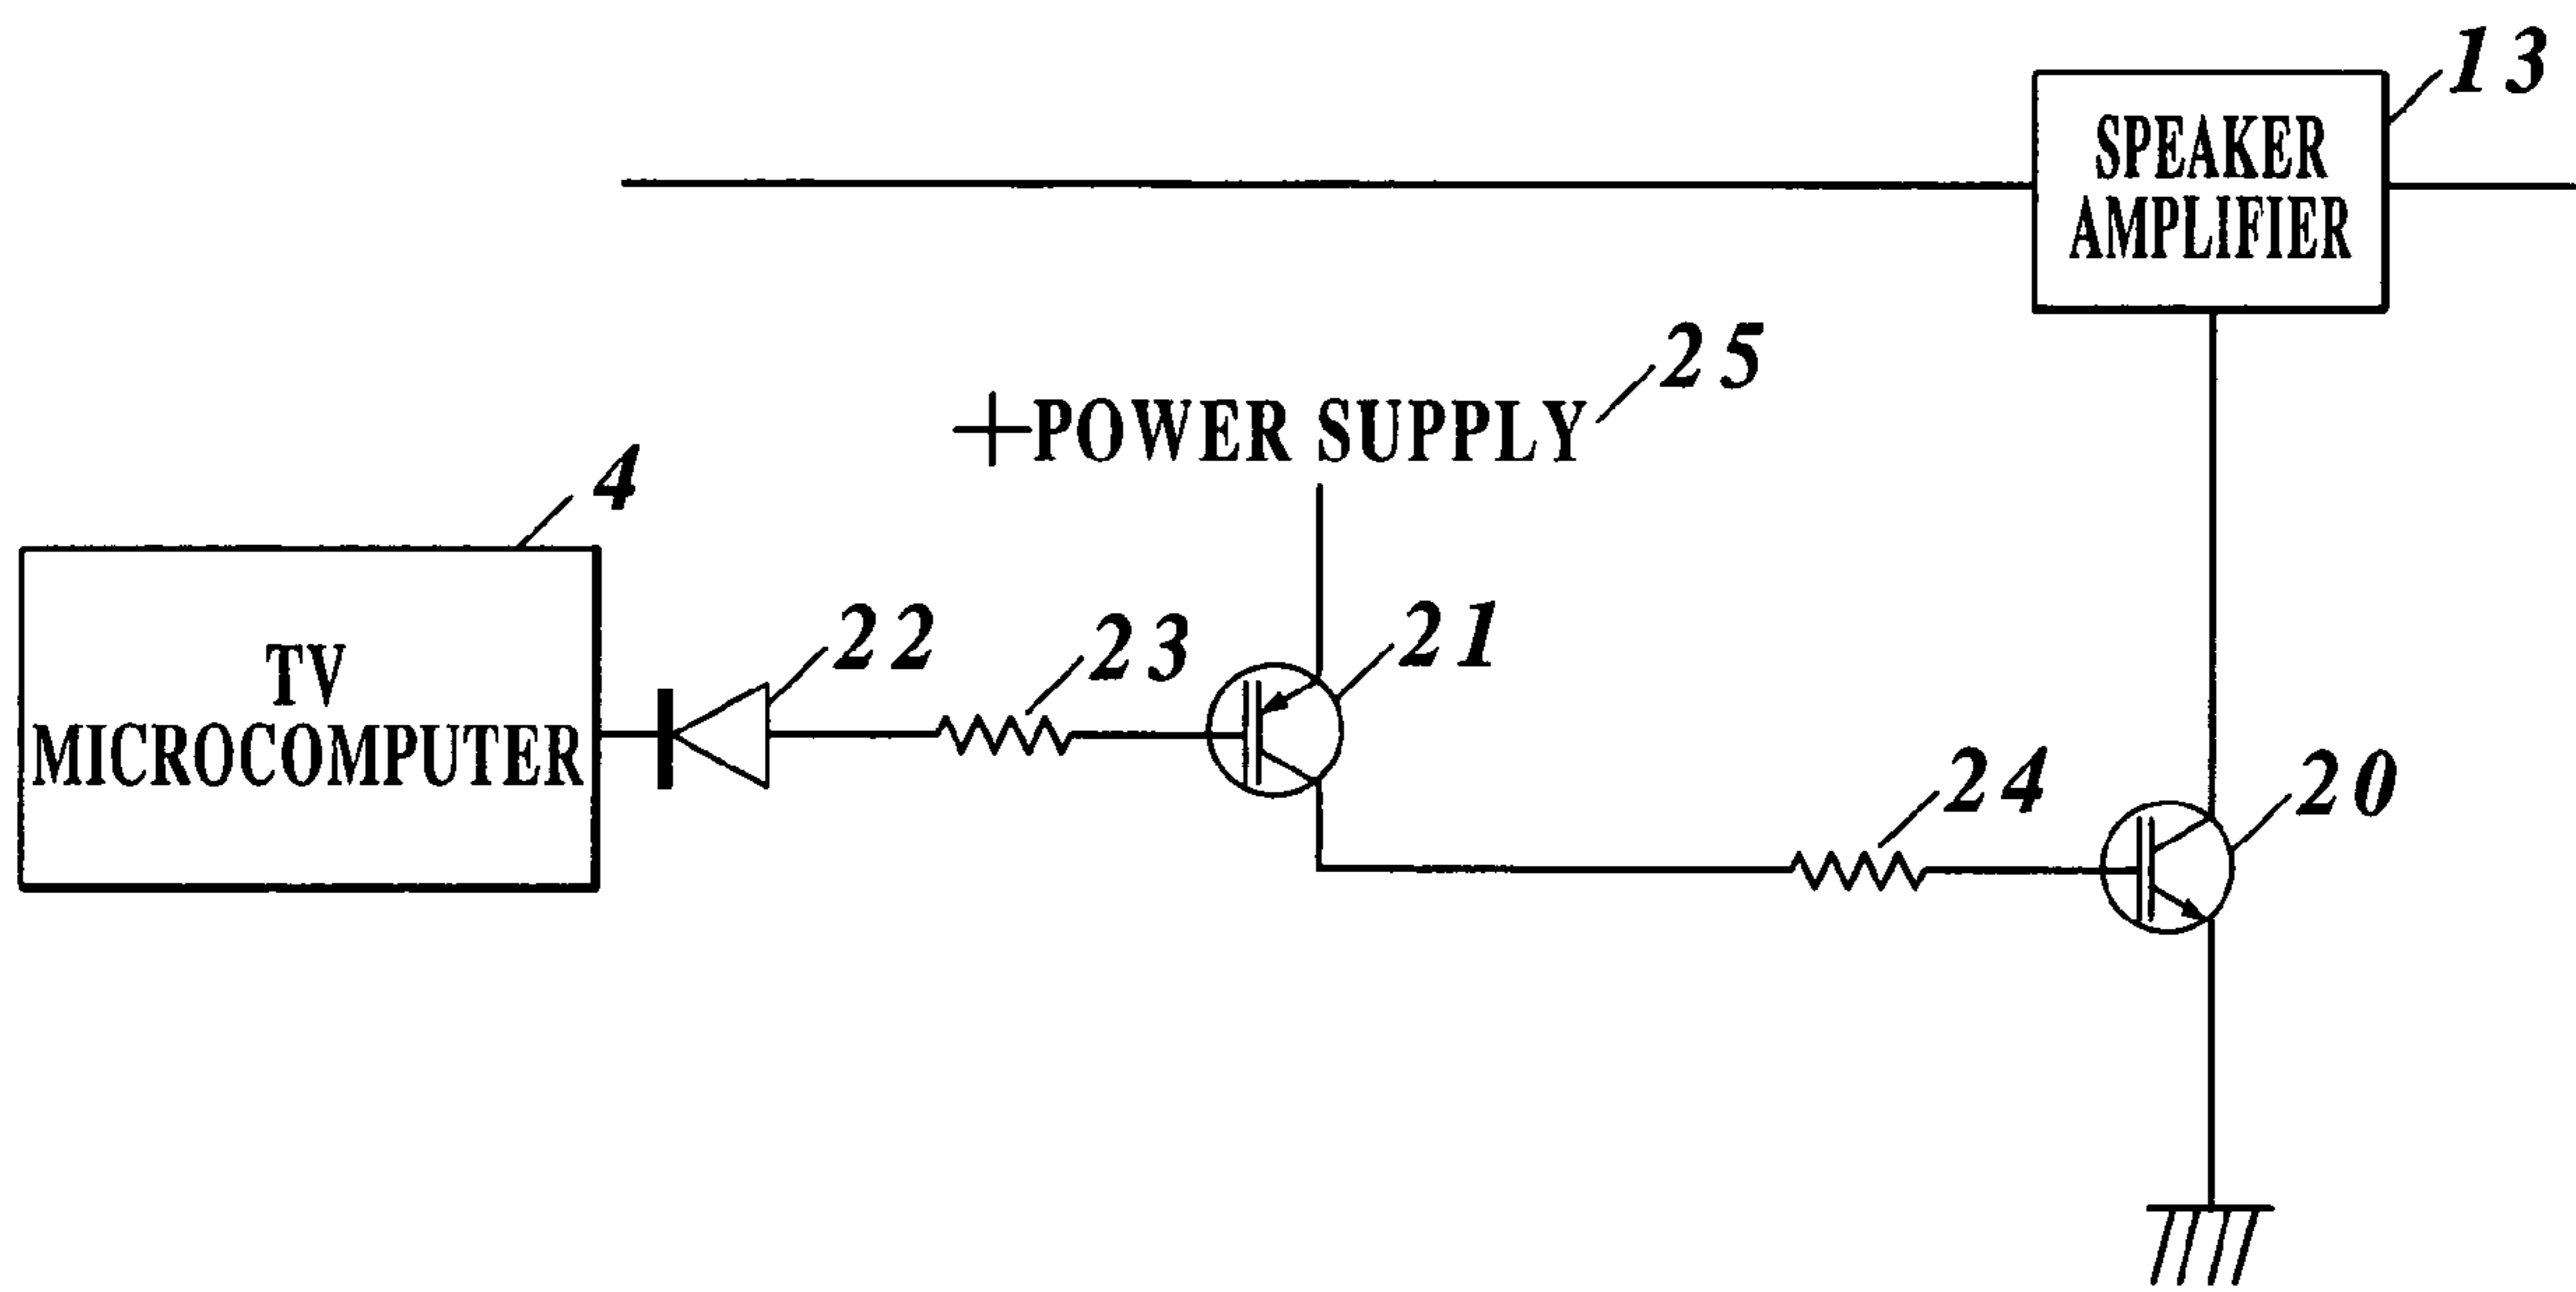 13
SPEAKER
AMPLIFIER
25
+POWER SUPPLY
4
TV
MICROCOMPUTER
22
23
21
24
20